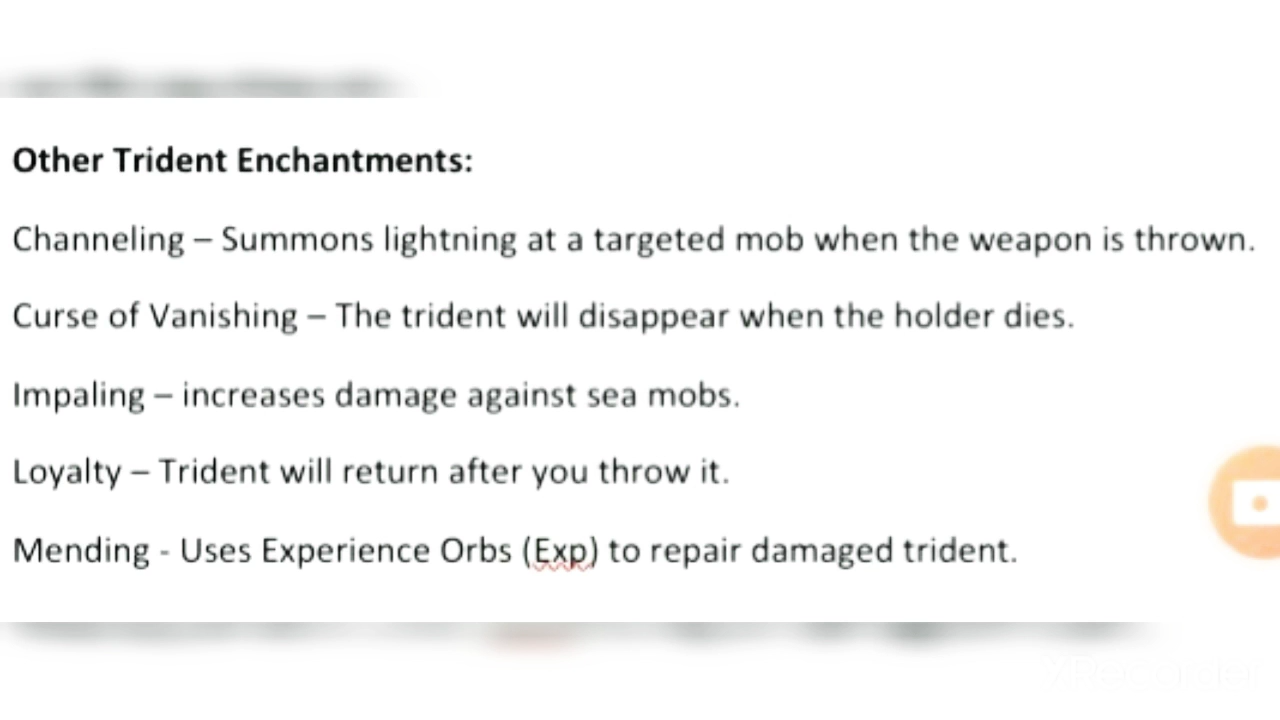 Other Trident Enchantments:
Channeling – Summons lightning at a targeted mob when the weapon is thrown.
Curse of Vanishing – The trident will disappear when the holder dies.
Impaling – increases damage against sea mobs.
Loyalty – Trident will return after you throw it.
Mending - Uses Experience Orbs (Exp) to repair damaged trident.
XRecorder